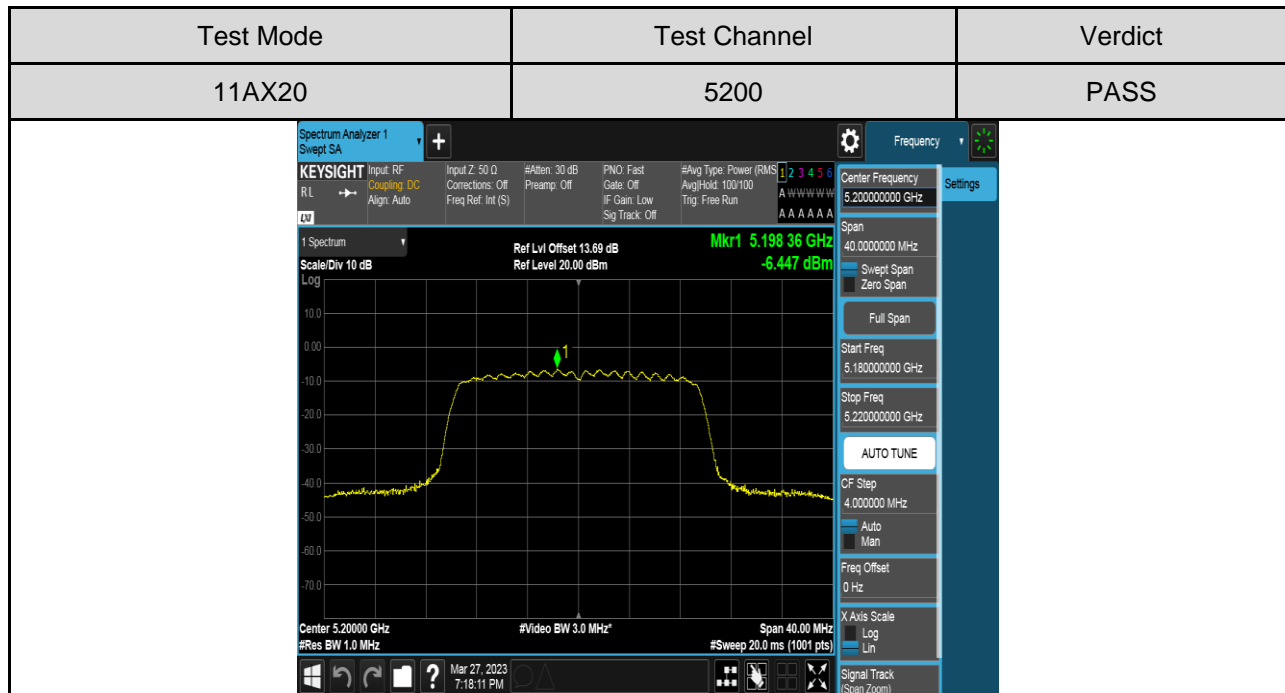 Test Mode Test Channel Verdict
11AX20 5200 PASS
Spectrum Analyzer 1
Swept SA
+
Frequency
KEYSIGHT Input: RF Input Z: 50 Ω #Atten: 30 dB PNO: Fast #Avg Type: Power (RMS 1 2 3 4 5 6
RL Coupling: DC Corrections: Off Preamp: Off Gate: Off Avg|Hold: 100/100 A W W W W W
Align: Auto Freq Ref: Int (S) IF Gain: Low Trig: Free Run
LXI Sig Track: Off A A A A A A
1 Spectrum Ref Lvl Offset 13.69 dB Mkr1 5.198 36 GHz
Scale/Div 10 dB Ref Level 20.00 dBm -6.447 dBm
Log
10.0
0.00
-10.0
-20.0
-30.0
-40.0
-50.0
-60.0
-70.0
1
Center 5.20000 GHz #Video BW 3.0 MHz* Span 40.00 MHz
#Res BW 1.0 MHz #Sweep 20.0 ms (1001 pts)
? Mar 27, 2023
7:18:11 PM
Center Frequency
5.200000000 GHz
Settings
Span
40.0000000 MHz
Swept Span
Zero Span
Full Span
Start Freq
5.180000000 GHz
Stop Freq
5.220000000 GHz
AUTO TUNE
CF Step
4.000000 MHz
Auto
Man
Freq Offset
0 Hz
X Axis Scale
Log
Lin
Signal Track
(Span Zoom)